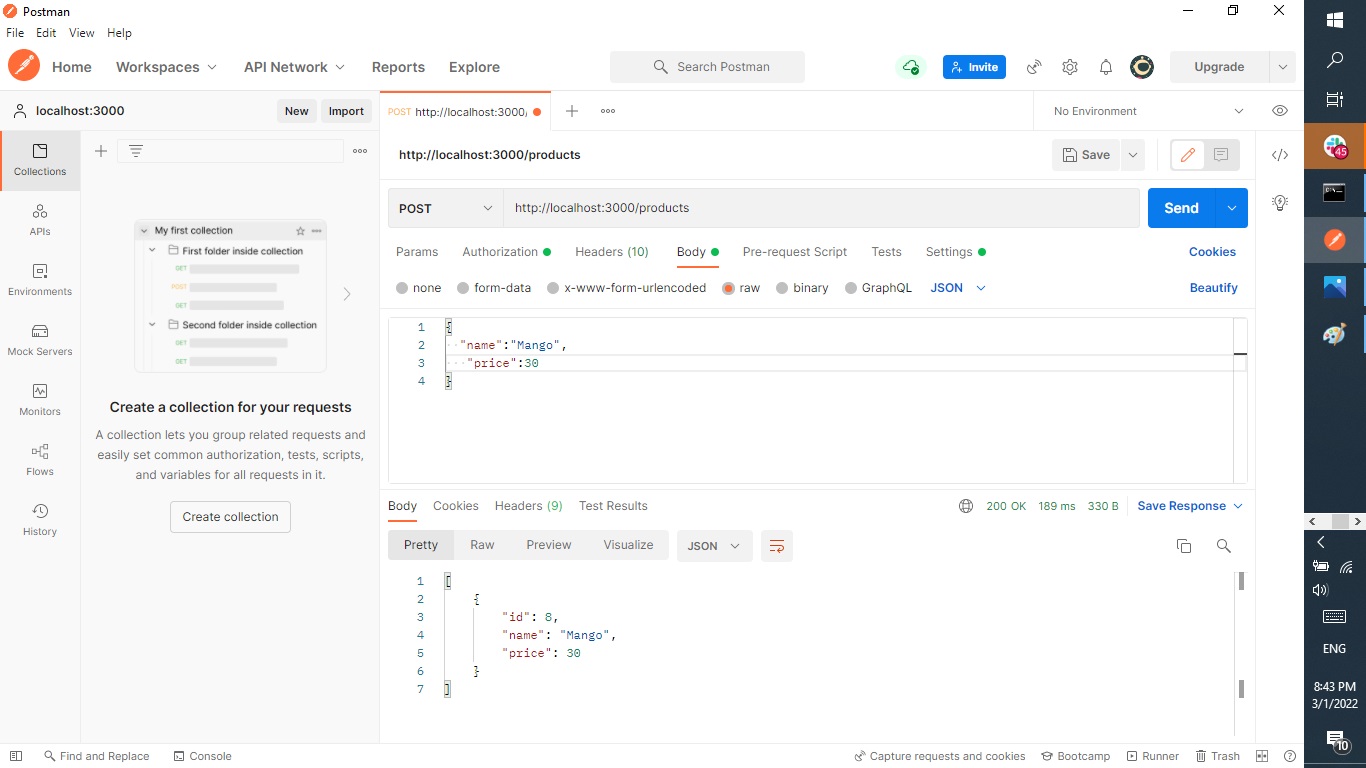 Postman
File Edit View Help
Home Workspaces API Network Reports Explore Search Postman Invite Upgrade
localhost:3000 New Import POST http://localhost:3000/ No Environment
http://localhost:3000/products Save
POST http://localhost:3000/products Send
Params Authorization Headers (10) Body Pre-request Script Tests Settings Cookies
none form-data x-www-form-urlencoded raw binary GraphQL JSON Beautify
1 {
2 "name":"Mango",
3 "price":30
4 }
Collections
APIs
Environments
Mock Servers
Monitors
Flows
History
My first collection
First folder inside collection
GET
POST
GET
Second folder inside collection
GET
GET
Create a collection for your requests
A collection lets you group related requests and
easily set common authorization, tests, scripts,
and variables for all requests in it.
Create collection
Body Cookies Headers (9) Test Results 200 OK 189 ms 330 B Save Response
Pretty Raw Preview Visualize JSON
1 [
2 {
3 "id": 8,
4 "name": "Mango",
5 "price": 30
6 }
7 ]
Find and Replace Console Capture requests and cookies Bootcamp Runner Trash
45
ENG
8:43 PM
3/1/2022
10